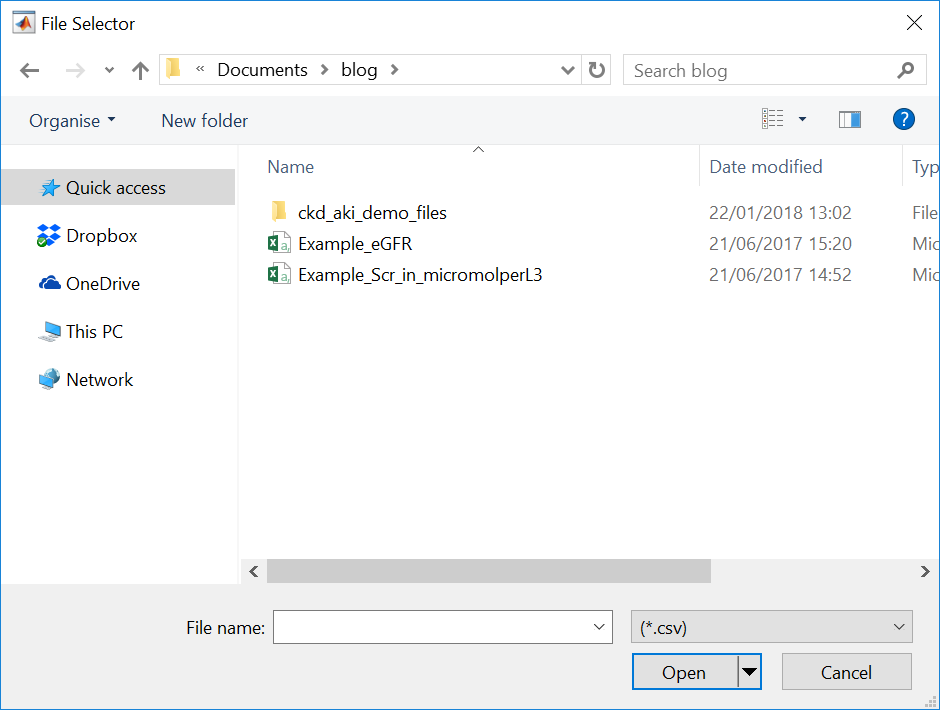 File Selector
« Documents > blog >
Search blog
Organise
New folder
?
Name
Date modified
Typ
Quick access
Dropbox
OneDrive
This PC
Network
ckd_aki_demo_files 22/01/2018 13:02 File
Example_eGFR 21/06/2017 15:20 Mic
Example_Scr_in_micromolperL3 21/06/2017 14:52 Mic
File name:
(*.csv)
Open
Cancel